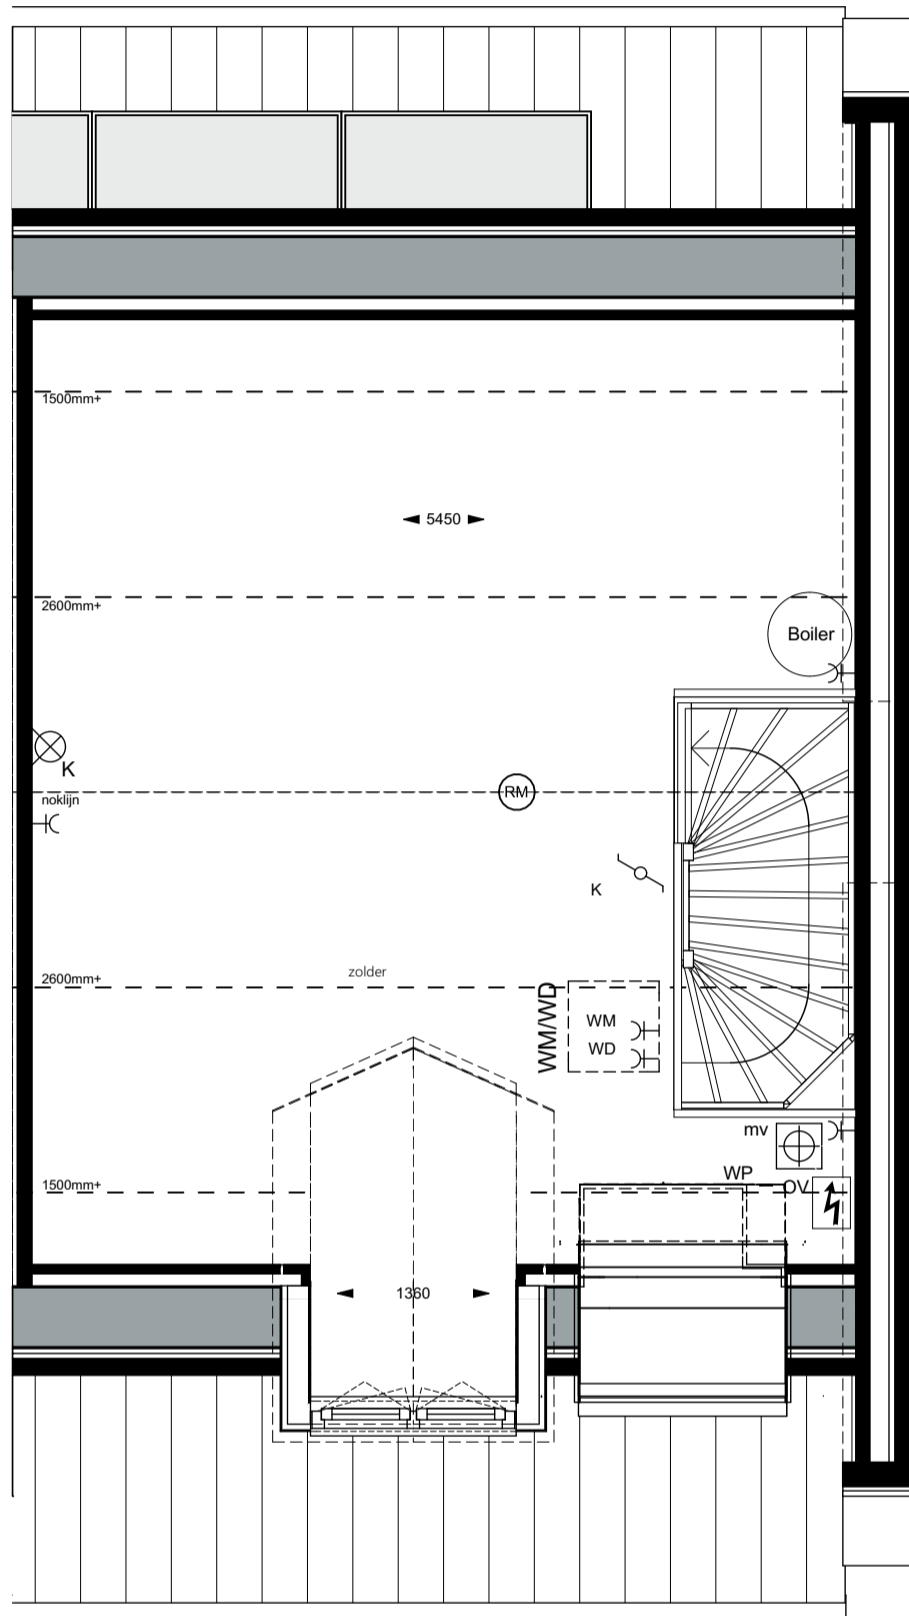 1500mm+
5450
2600mm+
Boiler
K
noklijn
RM
K
zolder
2600mm+
WM/WD
WM
WD
mv
WP
OV
1500mm+
1360